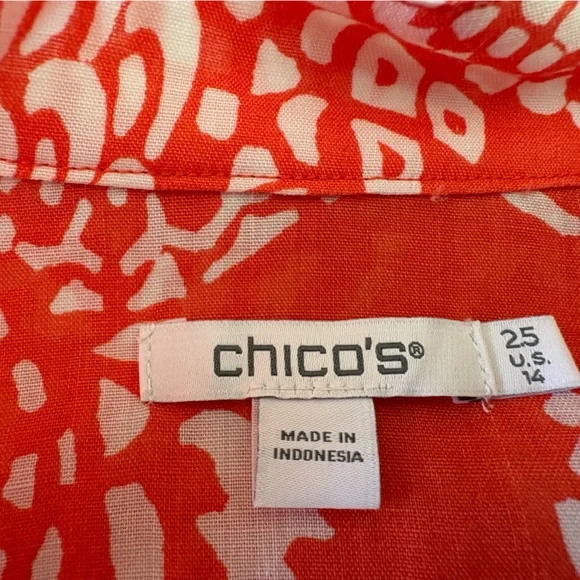 chico's®
2.5
U.S.
14
MADE IN
INDONESIA